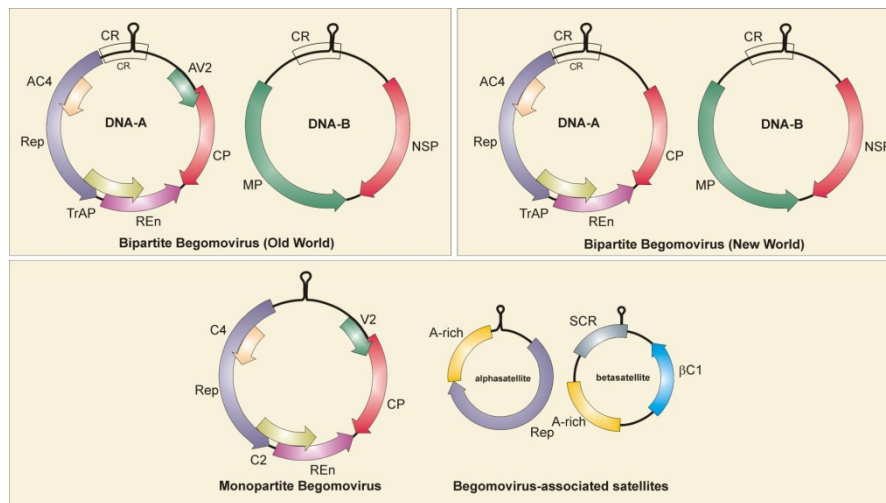 CR
CR
AV2
AC4
DNA-A
Rep
CP
TrAP
REn
CR
DNA-B
NSP
MP
Bipartite Begomovirus (Old World)
CR
CR
AC4
DNA-A
Rep
CP
TrAP
REn
CR
DNA-B
NSP
MP
Bipartite Begomovirus (New World)
C4
V2
Rep
CP
C2
REn
Monopartite Begomovirus
A-rich
alphasatellite
Rep
SCR
betasatellite
βC1
A-rich
Begomovirus-associated satellites